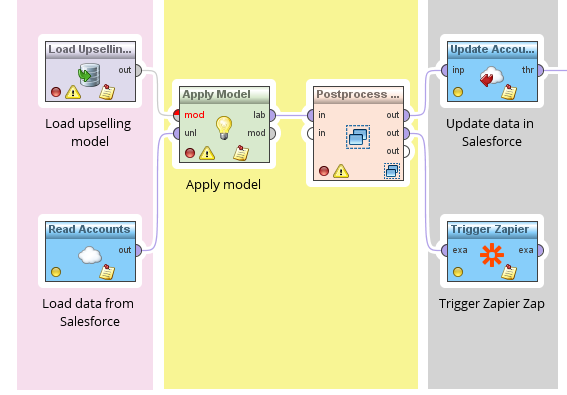 Load Upsellin...
out
Load upselling
model
Read Accounts
out
Load data from
Salesforce
Apply Model
mod
lab
unl
mod
Apply model
Postprocess ...
in
out
in
out
out
Update Accou...
inp
thr
Update data in
Salesforce
Trigger Zapier
exa
exa
Trigger Zapier Zap